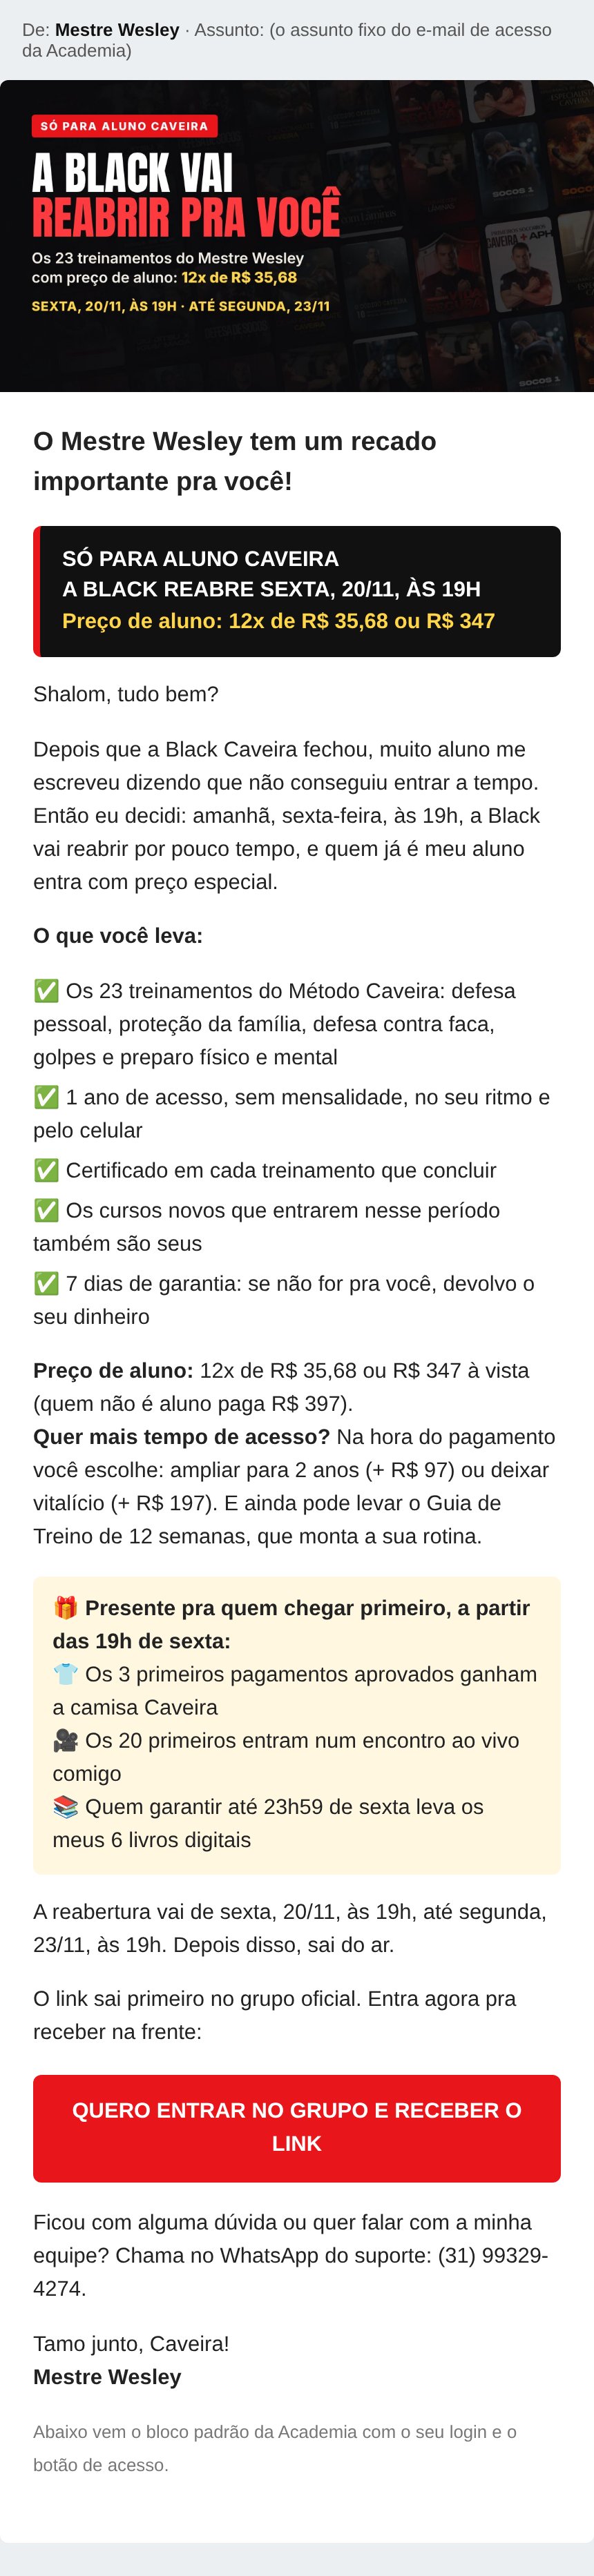 De: Mestre Wesley · Assunto: (o assunto fixo do e-mail de acesso
da Academia)
SÓ PARA ALUNO CAVEIRA
A BLACK VAI
REABRIR PRA VOCÊ
Os 23 treinamentos do Mestre Wesley
com preço de aluno: 12x de R$ 35,68
SEXTA, 20/11, ÀS 19H · ATÉ SEGUNDA, 23/11
SOCOS 1
CAVEIRA + APH
SOCOS 1
O Mestre Wesley tem um recado
importante pra você!
SÓ PARA ALUNO CAVEIRA
A BLACK REABRE SEXTA, 20/11, ÀS 19H
Preço de aluno: 12x de R$ 35,68 ou R$ 347
Shalom, tudo bem?
Depois que a Black Caveira fechou, muito aluno me
escreveu dizendo que não conseguiu entrar a tempo.
Então eu decidi: amanhã, sexta-feira, às 19h, a Black
vai reabrir por pouco tempo, e quem já é meu aluno
entra com preço especial.
O que você leva:
✅ Os 23 treinamentos do Método Caveira: defesa
pessoal, proteção da família, defesa contra faca,
golpes e preparo físico e mental
✅ 1 ano de acesso, sem mensalidade, no seu ritmo e
pelo celular
✅ Certificado em cada treinamento que concluir
✅ Os cursos novos que entrarem nesse período
também são seus
✅ 7 dias de garantia: se não for pra você, devolvo o
seu dinheiro
Preço de aluno: 12x de R$ 35,68 ou R$ 347 à vista
(quem não é aluno paga R$ 397).
Quer mais tempo de acesso? Na hora do pagamento
você escolhe: ampliar para 2 anos (+ R$ 97) ou deixar
vitalício (+ R$ 197). E ainda pode levar o Guia de
Treino de 12 semanas, que monta a sua rotina.
🎁 Presente pra quem chegar primeiro, a partir
das 19h de sexta:
👕 Os 3 primeiros pagamentos aprovados ganham
a camisa Caveira
🎥 Os 20 primeiros entram num encontro ao vivo
comigo
📚 Quem garantir até 23h59 de sexta leva os
meus 6 livros digitais
A reabertura vai de sexta, 20/11, às 19h, até segunda,
23/11, às 19h. Depois disso, sai do ar.
O link sai primeiro no grupo oficial. Entra agora pra
receber na frente:
QUERO ENTRAR NO GRUPO E RECEBER O
LINK
Ficou com alguma dúvida ou quer falar com a minha
equipe? Chama no WhatsApp do suporte: (31) 99329-
4274.
Tamo junto, Caveira!
Mestre Wesley
Abaixo vem o bloco padrão da Academia com o seu login e o
botão de acesso.